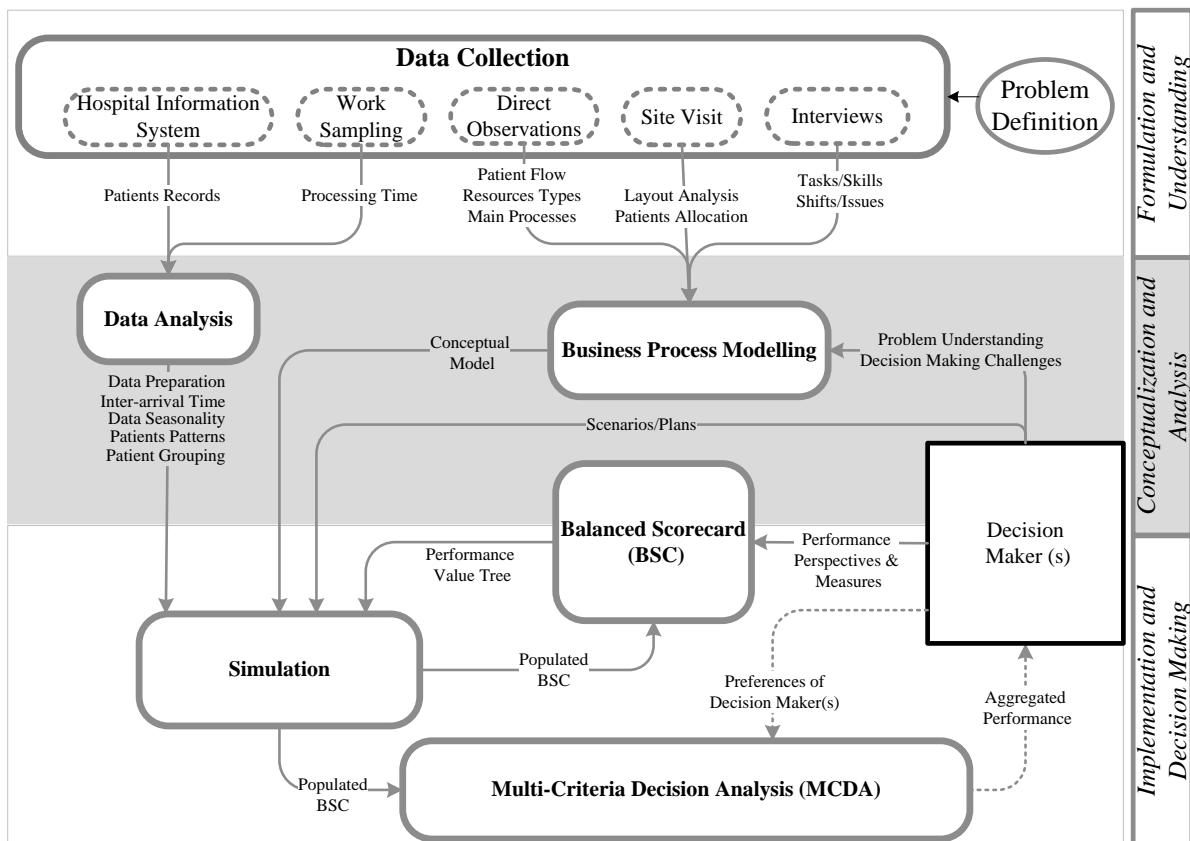 Data Collection
Hospital Information
System
Work
Sampling
Direct
Observations
Site Visit
Interviews
Problem
Definition
Formulation and
Understanding
Patients Records
Processing Time
Patient Flow
Resources Types
Main Processes
Layout Analysis
Patients Allocation
Tasks/Skills
Shifts/Issues
Data Analysis
Conceptual
Model
Business Process Modelling
Problem Understanding
Decision Making Challenges
Conceptualization and
Analysis
Data Preparation
Inter-arrival Time
Data Seasonality
Patients Patterns
Patient Grouping
Scenarios/Plans
Balanced Scorecard
(BSC)
Performance
Value Tree
Performance
Perspectives &
Measures
Decision
Maker (s)
Implementation and
Decision Making
Simulation
Populated
BSC
Preferences of
Decision Maker(s)
Aggregated
Performance
Populated
BSC
Multi-Criteria Decision Analysis (MCDA)